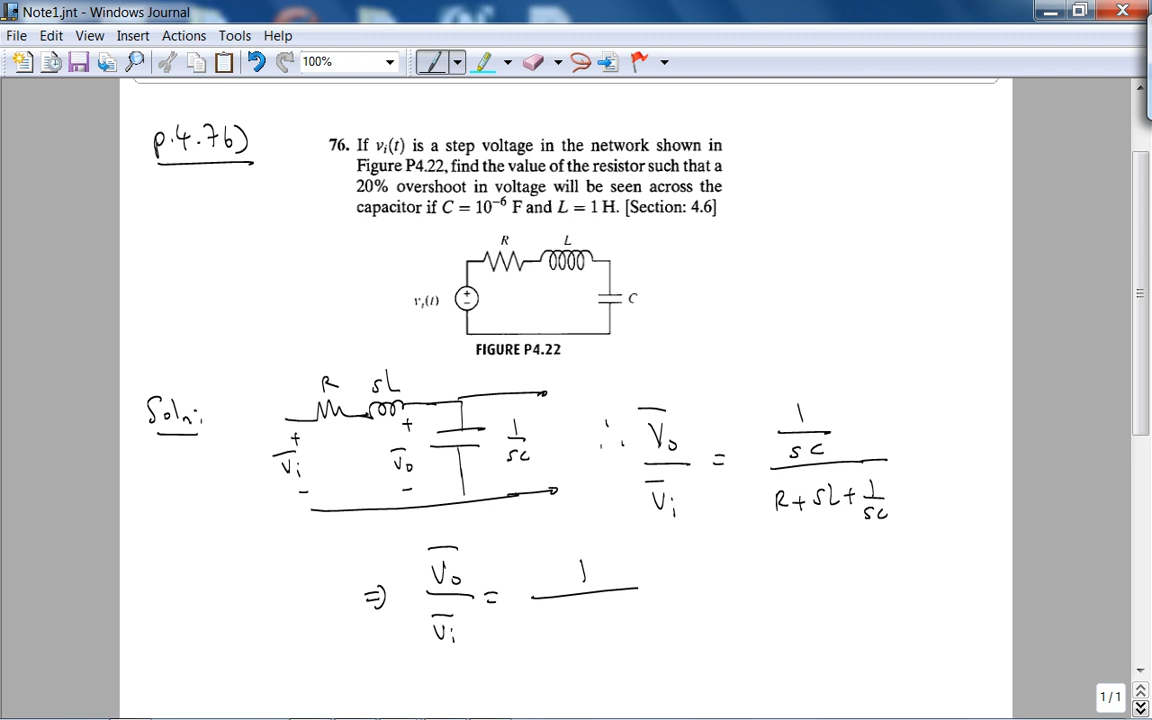 Note1.jnt - Windows Journal
File Edit View Insert Actions Tools Help
100%
p.4.76)
76. If vi(t) is a step voltage in the network shown in
Figure P4.22, find the value of the resistor such that a
20% overshoot in voltage will be seen across the
capacitor if C = 10⁻⁶ F and L = 1 H. [Section: 4.6]
R L
vi(t) + − C
FIGURE P4.22
Soln:
R sL
+ V̅i −
+ V̅o −
1/sC
∴ V̅o/V̅i = (1/sC)/(R+sL+1/sC)
⇒ V̅o/V̅i = 1
1/1